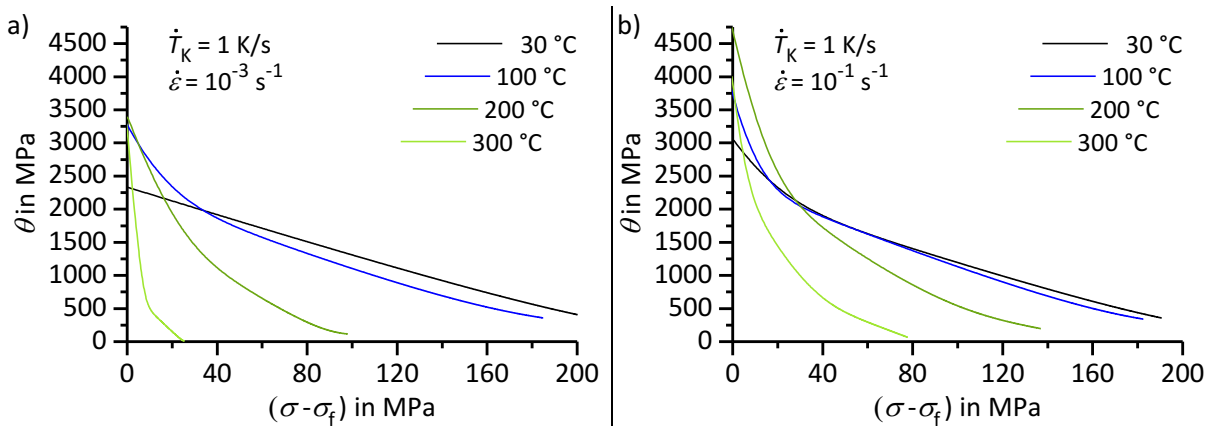 a)
Ṫ_K = 1 K/s
ε̇ = 10⁻³ s⁻¹
30 °C
100 °C
200 °C
300 °C
θ in MPa
4500
4000
3500
3000
2500
2000
1500
1000
500
0
0 40 80 120 160 200
(σ-σ_f) in MPa
b)
Ṫ_K = 1 K/s
ε̇ = 10⁻¹ s⁻¹
30 °C
100 °C
200 °C
300 °C
θ in MPa
4500
4000
3500
3000
2500
2000
1500
1000
500
0
0 40 80 120 160 200
(σ-σ_f) in MPa